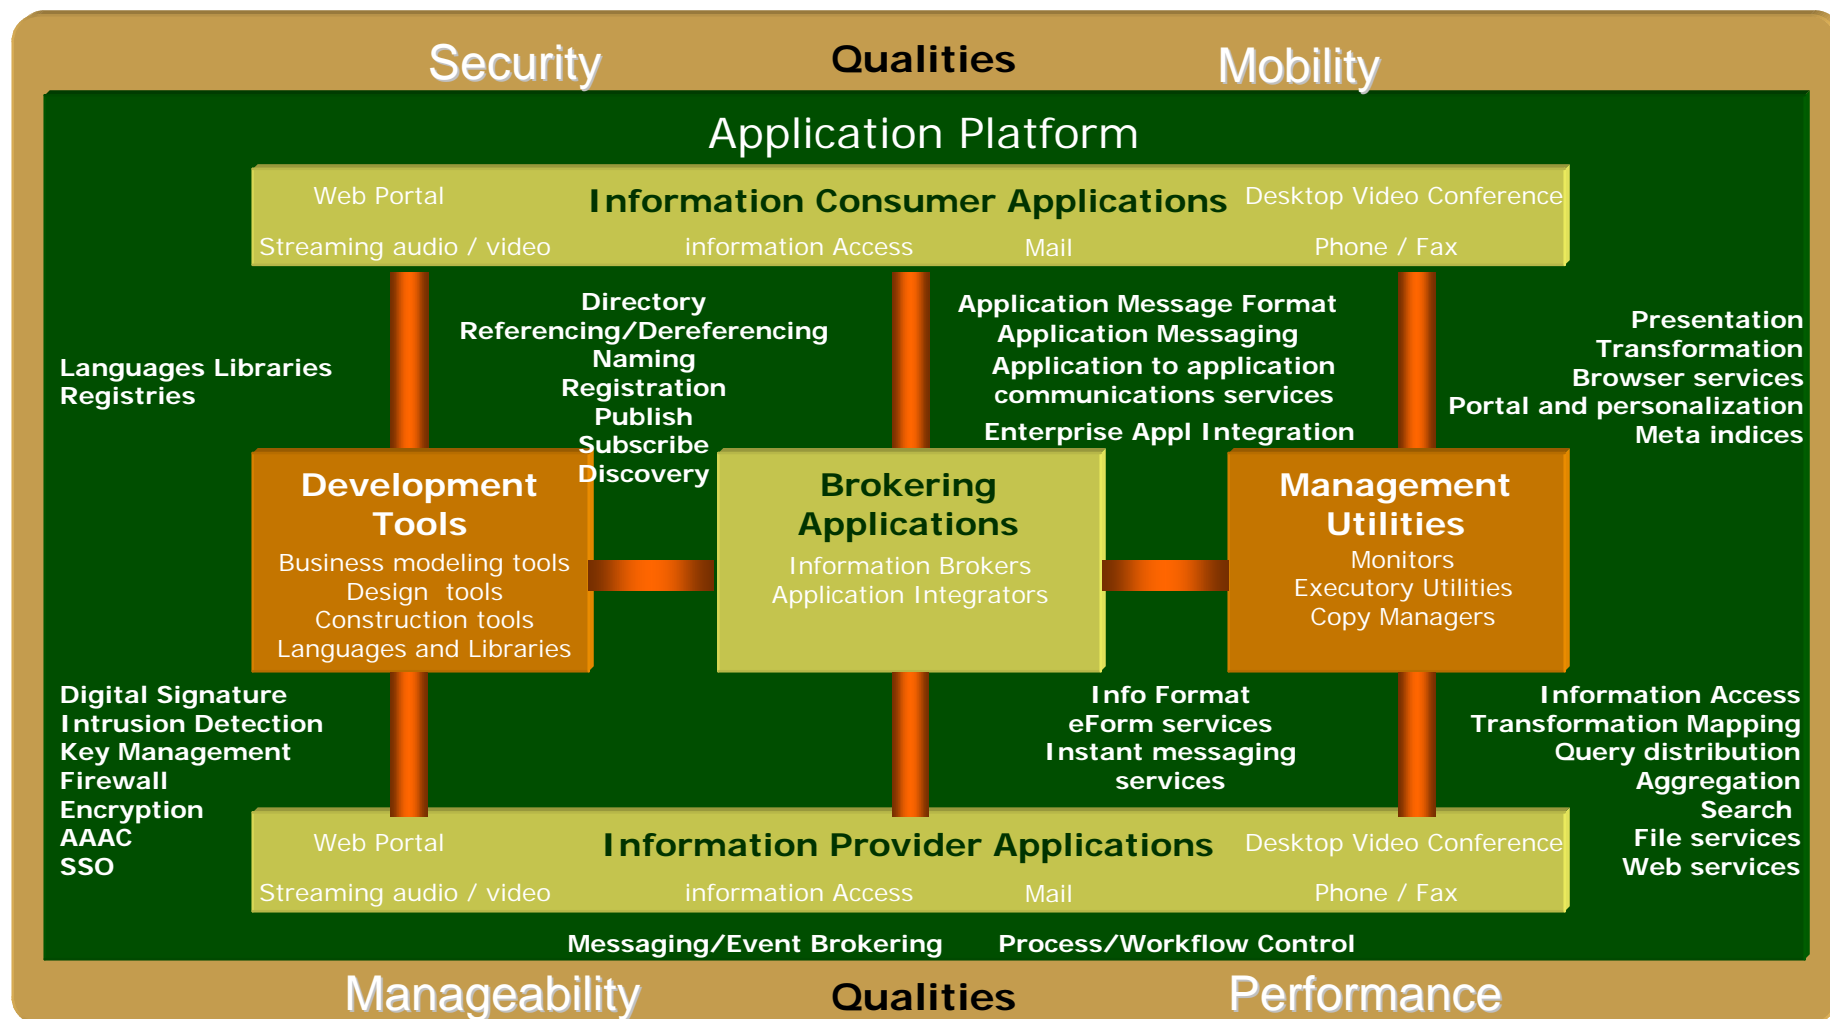 Security
Qualities
Mobility
Application Platform
Web Portal
Information Consumer Applications
Desktop Video Conference
Streaming audio / video
information Access
Mail
Phone / Fax
Languages Libraries
Registries
Directory
Referencing/Dereferencing
Naming
Registration
Publish
Subscribe
Discovery
Application Message Format
Application Messaging
Application to application
communications services
Enterprise Appl Integration
Presentation
Transformation
Browser services
Portal and personalization
Meta indices
Development
Tools
Business modeling tools
Design  tools
Construction tools
Languages and Libraries
Brokering
Applications
Information Brokers
Application Integrators
Management
Utilities
Monitors
Executory Utilities
Copy Managers
Digital Signature
Intrusion Detection
Key Management
Firewall
Encryption
AAAC
SSO
Info Format
eForm services
Instant messaging
services
Information Access
Transformation Mapping
Query distribution
Aggregation
Search
File services
Web services
Web Portal
Information Provider Applications
Desktop Video Conference
Streaming audio / video
information Access
Mail
Phone / Fax
Messaging/Event Brokering
Process/Workflow Control
Manageability
Qualities
Performance